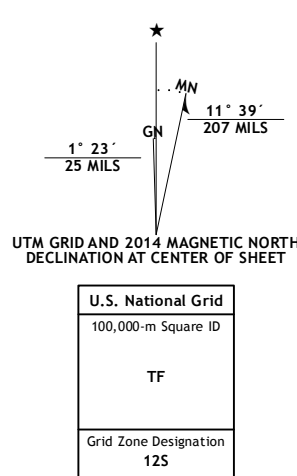 ★
MN
GN
11° 39´
207 MILS
1° 23´
25 MILS
UTM GRID AND 2014 MAGNETIC NORTH
DECLINATION AT CENTER OF SHEET
U.S. National Grid
100,000-m Square ID
TF
Grid Zone Designation
12S